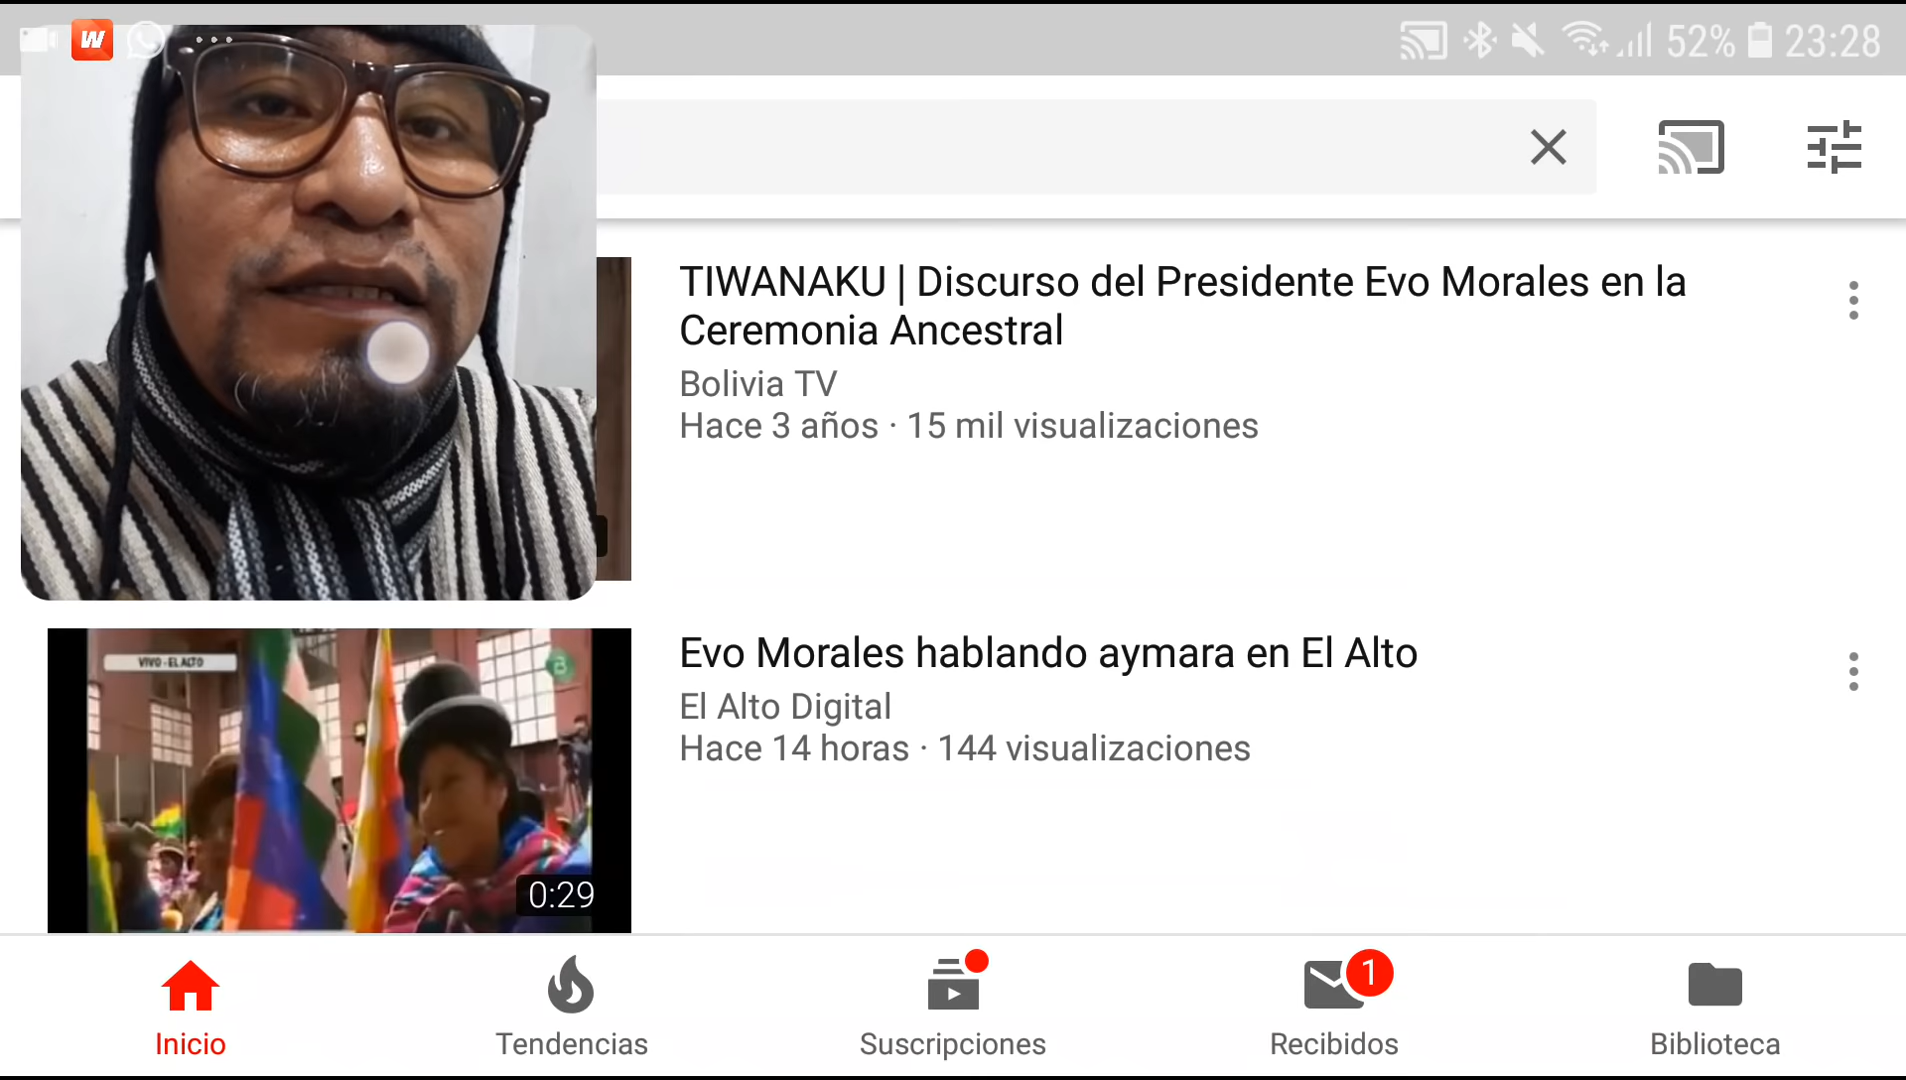 W
52% 23:28
TIWANAKU | Discurso del Presidente Evo Morales en la
Ceremonia Ancestral
Bolivia TV
Hace 3 años · 15 mil visualizaciones
VIVO - EL ALTO
Evo Morales hablando aymara en El Alto
El Alto Digital
Hace 14 horas · 144 visualizaciones
0:29
1
Inicio Tendencias Suscripciones Recibidos Biblioteca